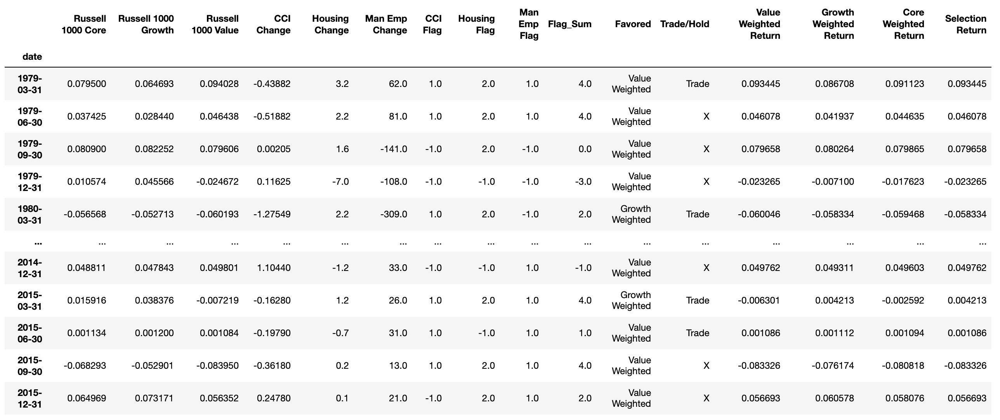 Russell 1000 Core Russell 1000 Growth Russell 1000 Value CCI Change Housing Change Man Emp Change CCI Flag Housing Flag Man Emp Flag Flag_Sum Favored Trade/Hold Value Weighted Return Growth Weighted Return Core Weighted Return Selection Return
date
1979-03-31 0.079500 0.064693 0.094028 -0.43882 3.2 62.0 1.0 2.0 1.0 4.0 Value Weighted Trade 0.093445 0.086708 0.091123 0.093445
1979-06-30 0.037425 0.028440 0.046438 -0.51882 2.2 81.0 1.0 2.0 1.0 4.0 Value Weighted X 0.046078 0.041937 0.044635 0.046078
1979-09-30 0.080900 0.082252 0.079606 0.00205 1.6 -141.0 -1.0 2.0 -1.0 0.0 Value Weighted X 0.079658 0.080264 0.079865 0.079658
1979-12-31 0.010574 0.045566 -0.024672 0.11625 -7.0 -108.0 -1.0 -1.0 -1.0 -3.0 Value Weighted X -0.023265 -0.007100 -0.017623 -0.023265
1980-03-31 -0.056568 -0.052713 -0.060193 -1.27549 2.2 -309.0 1.0 2.0 -1.0 2.0 Growth Weighted Trade -0.060046 -0.058334 -0.059468 -0.058334
... ... ... ... ... ... ... ... ... ... ... ... ... ... ... ... ...
2014-12-31 0.048811 0.047843 0.049801 1.10440 -1.2 33.0 -1.0 -1.0 1.0 -1.0 Value Weighted X 0.049762 0.049311 0.049603 0.049762
2015-03-31 0.015916 0.038376 -0.007219 -0.16280 1.2 26.0 1.0 2.0 1.0 4.0 Growth Weighted Trade -0.006301 0.004213 -0.002592 0.004213
2015-06-30 0.001134 0.001200 0.001084 -0.19790 -0.7 31.0 1.0 -1.0 1.0 1.0 Value Weighted Trade 0.001086 0.001112 0.001094 0.001086
2015-09-30 -0.068293 -0.052901 -0.083950 -0.36180 0.2 13.0 1.0 2.0 1.0 4.0 Value Weighted X -0.083326 -0.076174 -0.080818 -0.083326
2015-12-31 0.064969 0.073171 0.056352 0.24780 0.1 21.0 -1.0 2.0 1.0 2.0 Value Weighted X 0.056693 0.060578 0.058076 0.056693